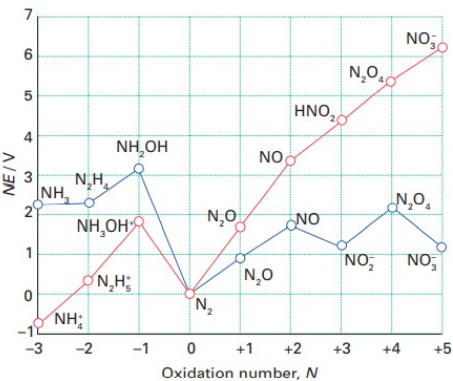 7
6
5
4
3
2
1
0
−1
NE / V
NH₃
N₂H₄
NH₂OH
NH₃OH⁺
N₂H₅⁺
NH₄⁺
N₂
N₂O
NO
HNO₂
N₂O₄
NO₃⁻
N₂O
NO
NO₂⁻
N₂O₄
NO₃⁻
−3 −2 −1 0 +1 +2 +3 +4 +5
Oxidation number, N